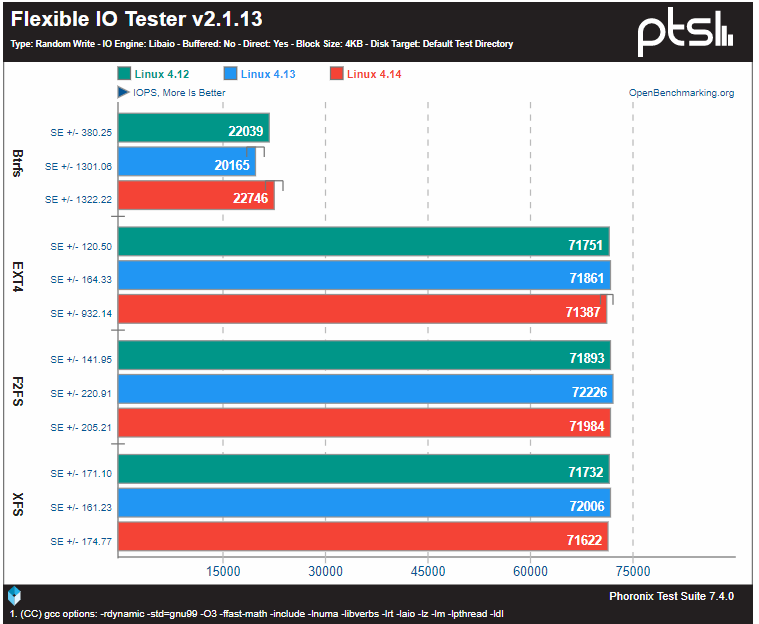 Flexible IO Tester v2.1.13
Type: Random Write - IO Engine: Libaio - Buffered: No - Direct: Yes - Block Size: 4KB - Disk Target: Default Test Directory
ptsl
Linux 4.12 Linux 4.13 Linux 4.14
IOPS, More Is Better OpenBenchmarking.org
Btrfs
SE +/- 380.25 22039
SE +/- 1301.06 20165
SE +/- 1322.22 22746
EXT4
SE +/- 120.50 71751
SE +/- 164.33 71861
SE +/- 932.14 71387
F2FS
SE +/- 141.95 71893
SE +/- 220.91 72226
SE +/- 205.21 71984
XFS
SE +/- 171.10 71732
SE +/- 161.23 72006
SE +/- 174.77 71622
15000 30000 45000 60000 75000
Phoronix Test Suite 7.4.0
1. (CC) gcc options: -rdynamic -std=gnu99 -O3 -ffast-math -include -lnuma -libverbs -lrt -laio -lz -lm -lpthread -ldl